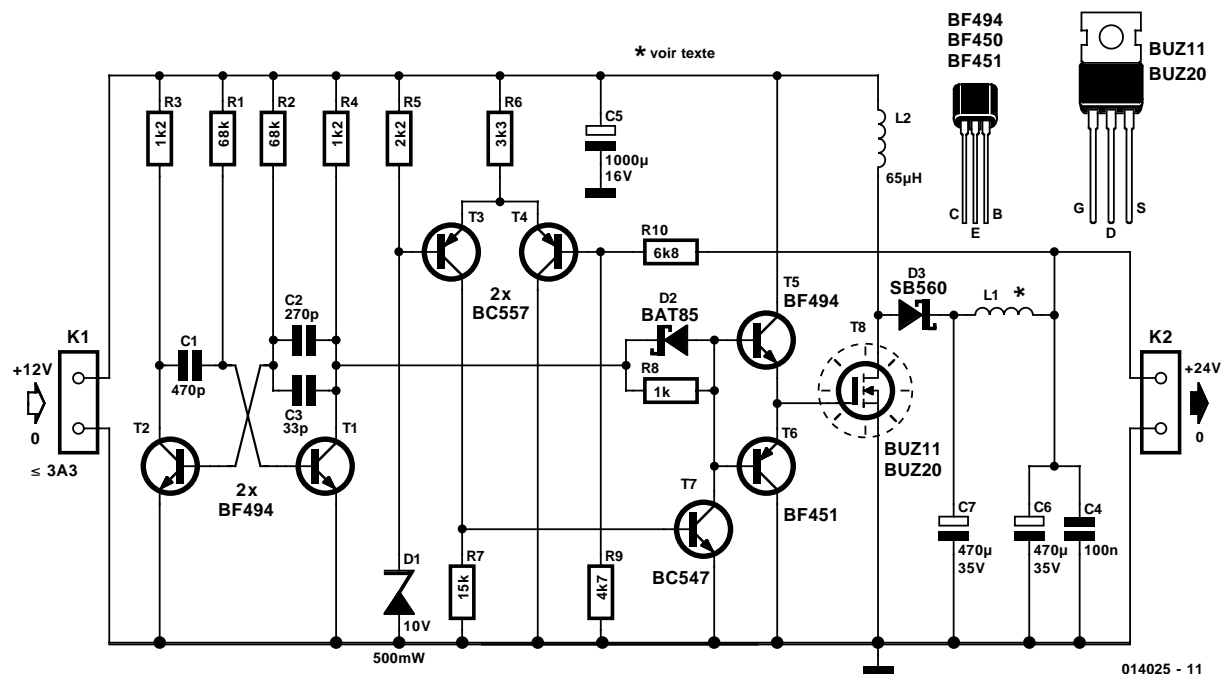 BF494
BF450
BF451
BUZ11
BUZ20
* voir texte
R3
1k2
R1
68k
R2
68k
R4
1k2
R5
2k2
R6
3k3
C5
1000µ
16V
L2
65µH
C
E
B
G
D
S
T3
T4
2x
BC557
R10
6k8
T5
BF494
D3
SB560
L1
*
K1
+12V
0
≤ 3A3
C1
470p
C2
270p
C3
33p
D2
BAT85
R8
1k
T8
BUZ11
BUZ20
K2
+24V
0
T2
T1
2x
BF494
T6
BF451
T7
BC547
D1
10V
500mW
R7
15k
R9
4k7
C7
470µ
35V
C6
470µ
35V
C4
100n
014025 - 11